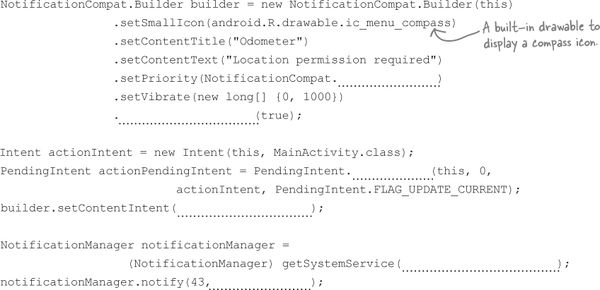 NotificationCompat.Builder builder = new NotificationCompat.Builder(this)
.setSmallIcon(android.R.drawable.ic_menu_compass)
A built-in drawable to
display a compass icon.
.setContentTitle("Odometer")
.setContentText("Location permission required")
.setPriority(NotificationCompat. )
.setVibrate(new long[] {0, 1000})
. (true);
Intent actionIntent = new Intent(this, MainActivity.class);
PendingIntent actionPendingIntent = PendingIntent. (this, 0,
actionIntent, PendingIntent.FLAG_UPDATE_CURRENT);
builder.setContentIntent( );
NotificationManager notificationManager =
(NotificationManager) getSystemService( );
notificationManager.notify(43, );